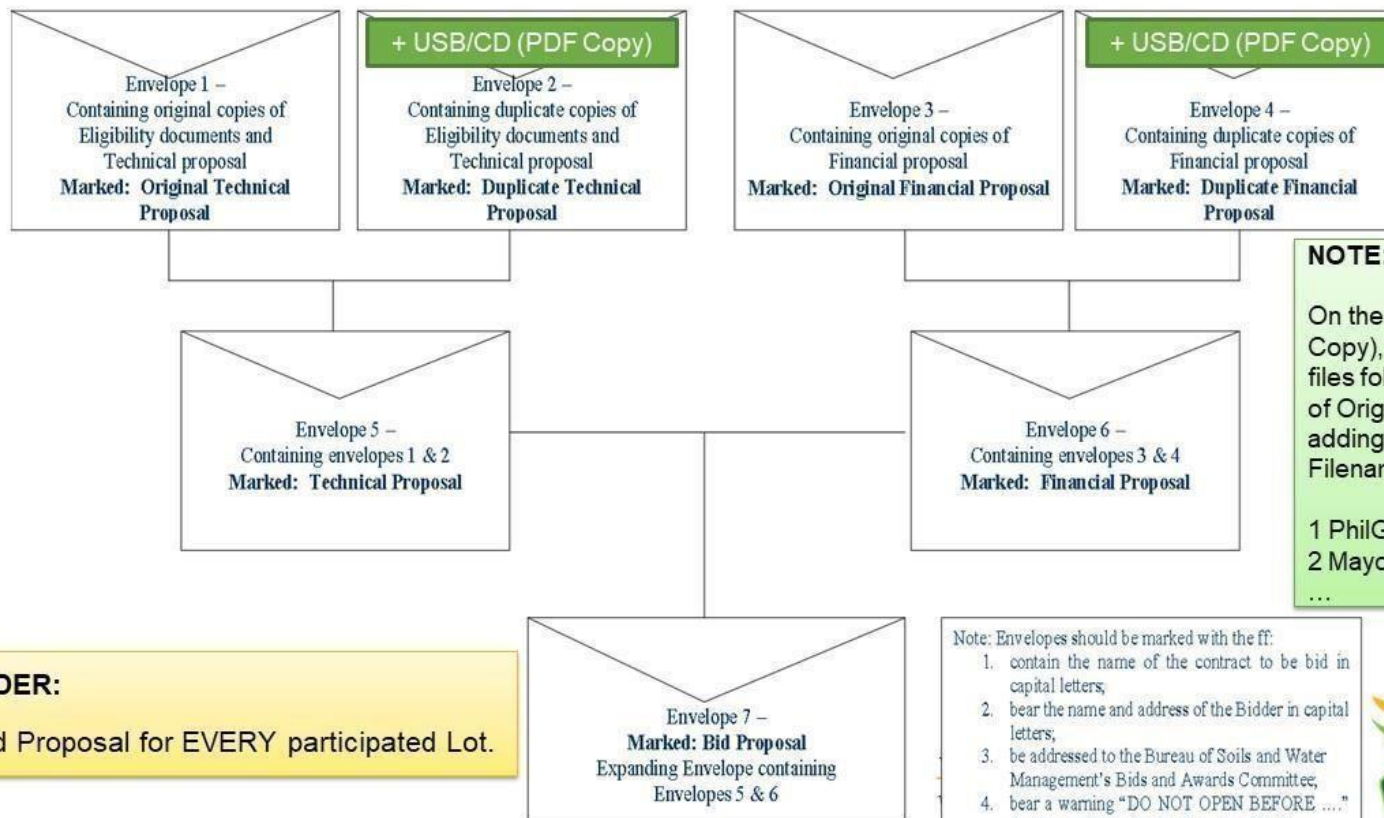 + USB/CD (PDF Copy)
Envelope 1 –
Containing original copies of
Eligibility documents and
Technical proposal
Marked: Original Technical
Proposal
Envelope 2 –
Containing duplicate copies of
Eligibility documents and
Technical proposal
Marked: Duplicate Technical
Proposal
Envelope 3 –
Containing original copies of
Financial proposal
Marked: Original Financial Proposal
+ USB/CD (PDF Copy)
Envelope 4 –
Containing duplicate copies of
Financial proposal
Marked: Duplicate Financial
Proposal
NOTE
On the
Copy),
files fol
of Orig
adding
Filenar
1 PhilG
2 Mayo
...
Envelope 5 –
Containing envelopes 1 & 2
Marked: Technical Proposal
Envelope 6 –
Containing envelopes 3 & 4
Marked: Financial Proposal
DER:
d Proposal for EVERY participated Lot.
Envelope 7 –
Marked: Bid Proposal
Expanding Envelope containing
Envelopes 5 & 6
Note: Envelopes should be marked with the ff:
1. contain the name of the contract to be bid in
capital letters;
2. bear the name and address of the Bidder in capital
letters;
3. be addressed to the Bureau of Soils and Water
Management's Bids and Awards Committee;
4. bear a warning “DO NOT OPEN BEFORE ....”